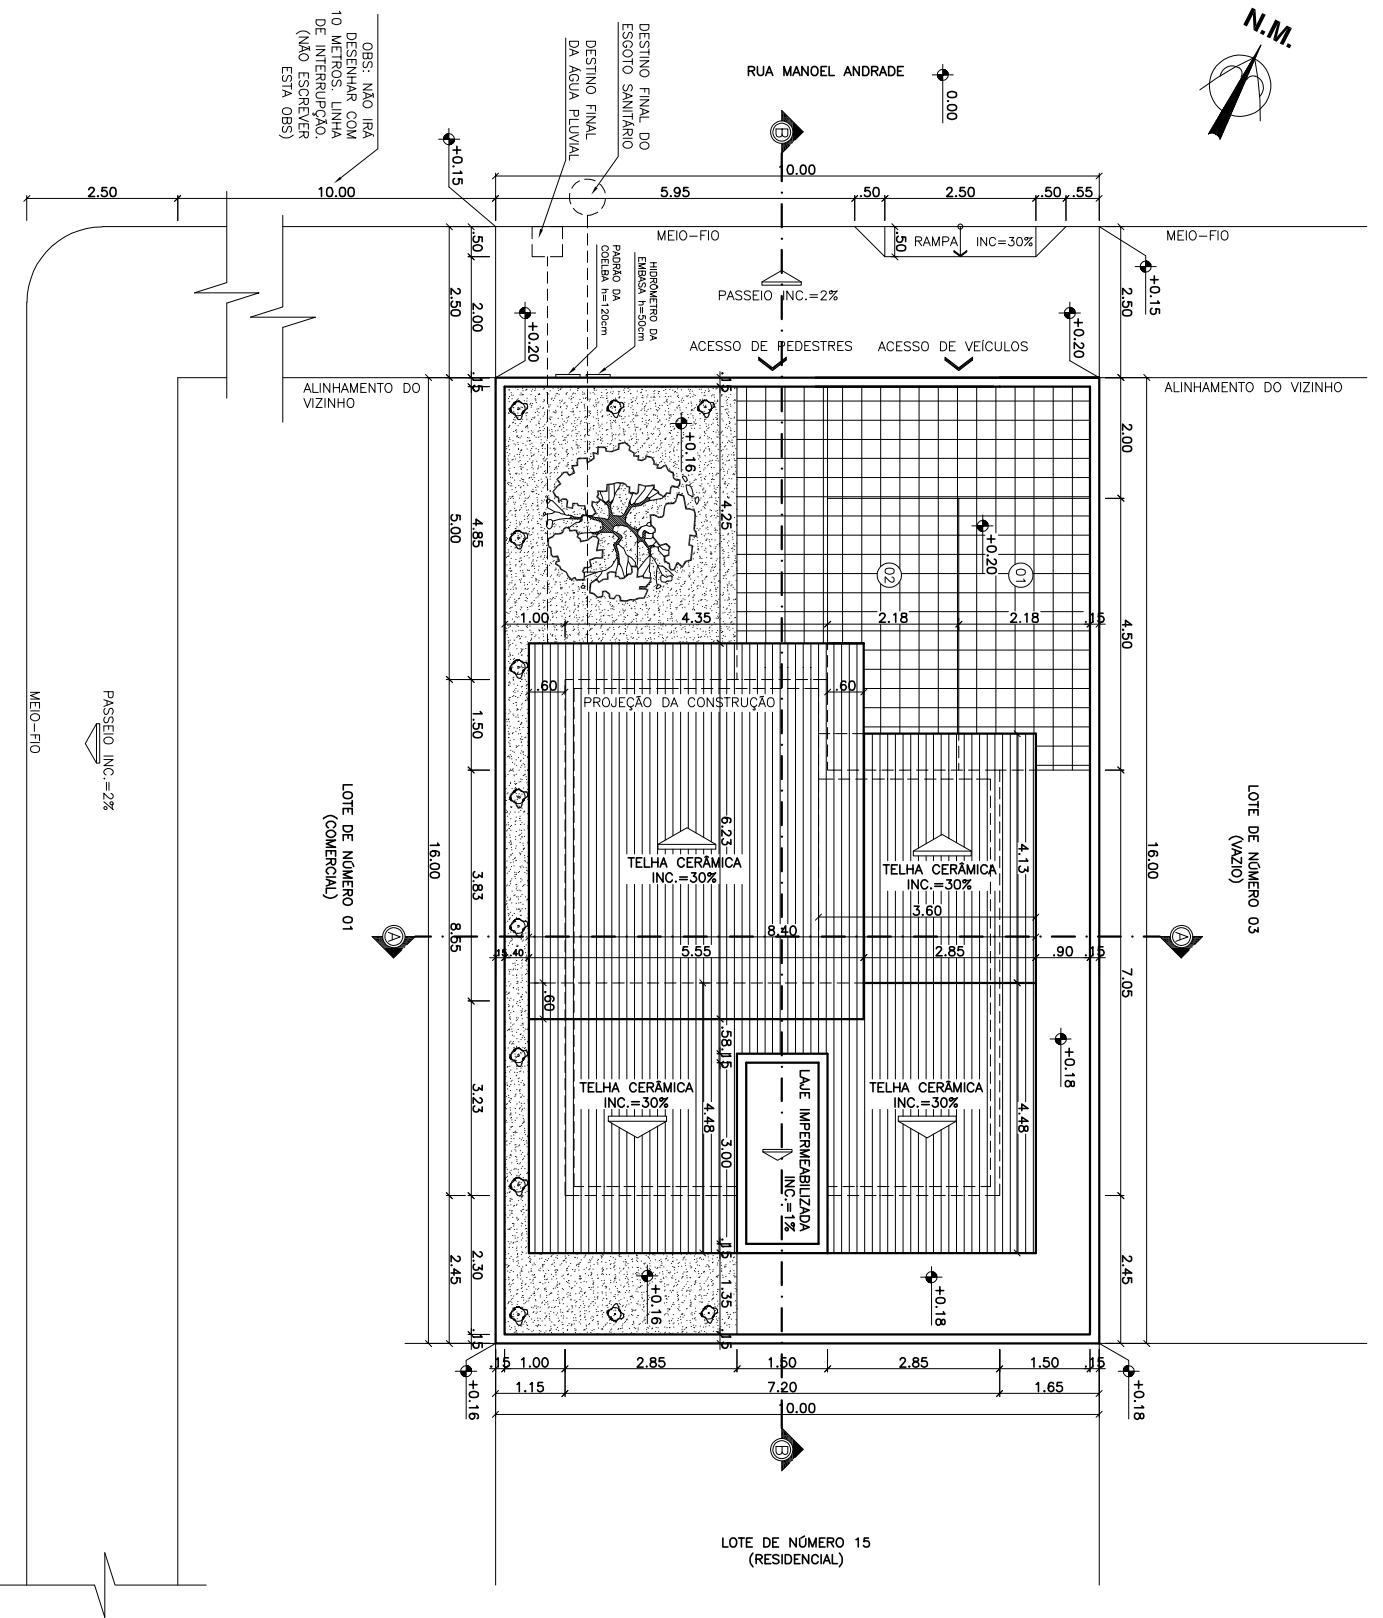 N.M.
RUA MANOEL ANDRADE
0.00
DESTINO FINAL DO
ESGOTO SANITÁRIO
DESTINO FINAL
DA ÁGUA PLUVIAL
OBS: NÃO IRÁ
DESENHAR COM
10 METROS. LINHA
DE INTERRUPÇÃO.
(NÃO ESCREVER
ESTA OBS)
B
+0.15
10.00
2.50
10.00
5.95
.50
2.50
.50
.55
MEIO-FIO
RAMPA INC=30%
.50
MEIO-FIO
+0.15
.50
2.50
2.00
2.50
PASSEIO INC.=2%
HIDRÔMETRO DA
EMBASA h=50cm
PADRÃO DA
COELBA h=120cm
+0.20
+0.20
ACESSO DE PEDESTRES
ACESSO DE VEÍCULOS
ALINHAMENTO DO
VIZINHO
ALINHAMENTO DO VIZINHO
.15
.15
+0.16
2.00
4.25
+0.20
4.85
5.00
02
01
1.00
4.35
2.18
2.18
.15
4.50
.60
.60
PROJEÇÃO DA CONSTRUÇÃO
1.50
MEIO-FIO
PASSEIO INC.=2%
LOTE DE NÚMERO 01
(COMERCIAL)
16.00
3.83
8.65
6.23
TELHA CERÂMICA
INC.=30%
TELHA CERÂMICA
INC.=30%
4.13
3.60
16.00
LOTE DE NÚMERO 03
(VAZIO)
A
8.40
A
.15
.40
5.55
2.85
.90
.15
7.05
.60
.58
.15
+0.18
TELHA CERÂMICA
INC.=30%
TELHA CERÂMICA
INC.=30%
LAJE IMPERMEABILIZADA
INC.=1%
3.23
4.48
3.00
4.48
2.30
2.45
.15
1.35
+0.16
+0.18
2.45
.15
.15
.15
1.00
2.85
1.50
2.85
1.50
.15
+0.16
1.15
7.20
1.65
+0.18
10.00
B
LOTE DE NÚMERO 15
(RESIDENCIAL)